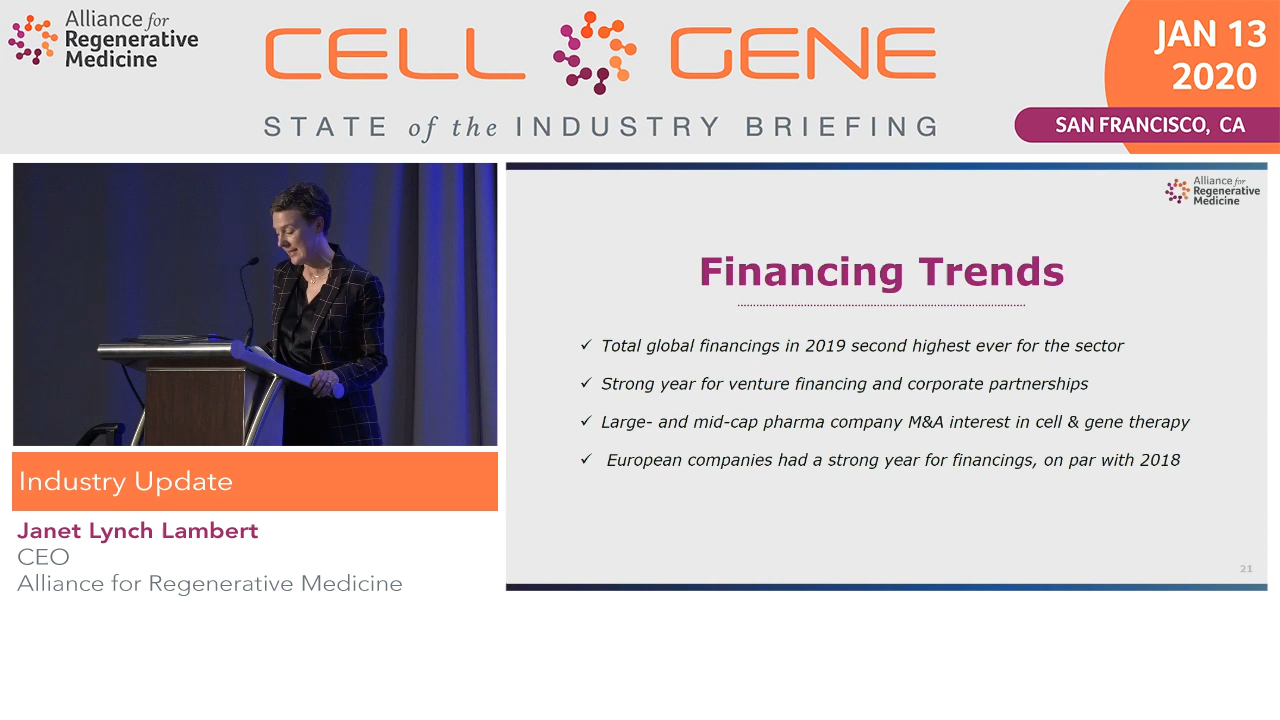 Alliance for
Regenerative
Medicine
CELL GENE
STATE of the INDUSTRY BRIEFING
JAN 13
2020
SAN FRANCISCO, CA
Industry Update
Janet Lynch Lambert
CEO
Alliance for Regenerative Medicine
Alliance for
Regenerative
Medicine
Financing Trends
✓ Total global financings in 2019 second highest ever for the sector
✓ Strong year for venture financing and corporate partnerships
✓ Large- and mid-cap pharma company M&A interest in cell & gene therapy
✓ European companies had a strong year for financings, on par with 2018
21